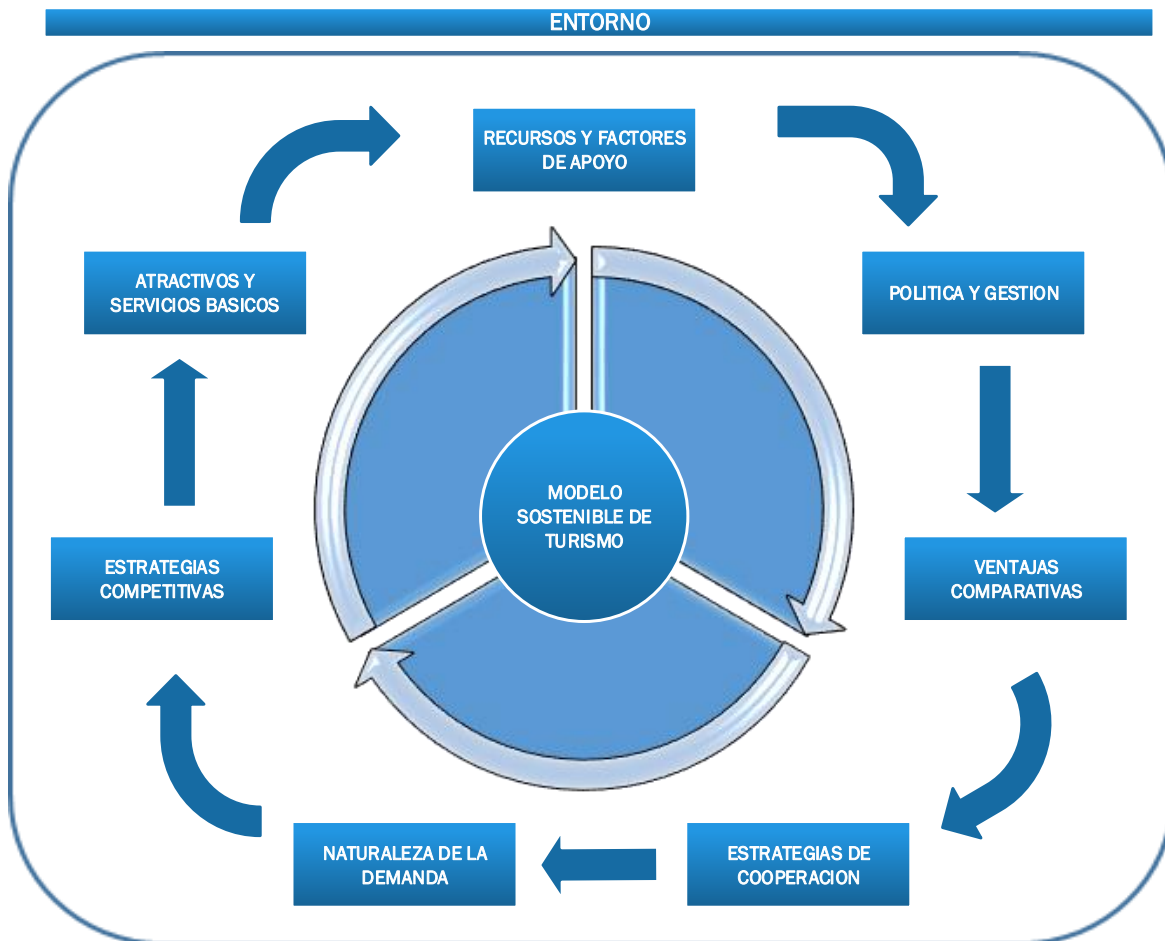 ENTORNO
RECURSOS Y FACTORES
DE APOYO
POLITICA Y GESTION
VENTAJAS
COMPARATIVAS
ESTRATEGIAS DE
COOPERACION
NATURALEZA DE LA
DEMANDA
ESTRATEGIAS
COMPETITIVAS
ATRACTIVOS Y
SERVICIOS BASICOS
MODELO
SOSTENIBLE DE
TURISMO